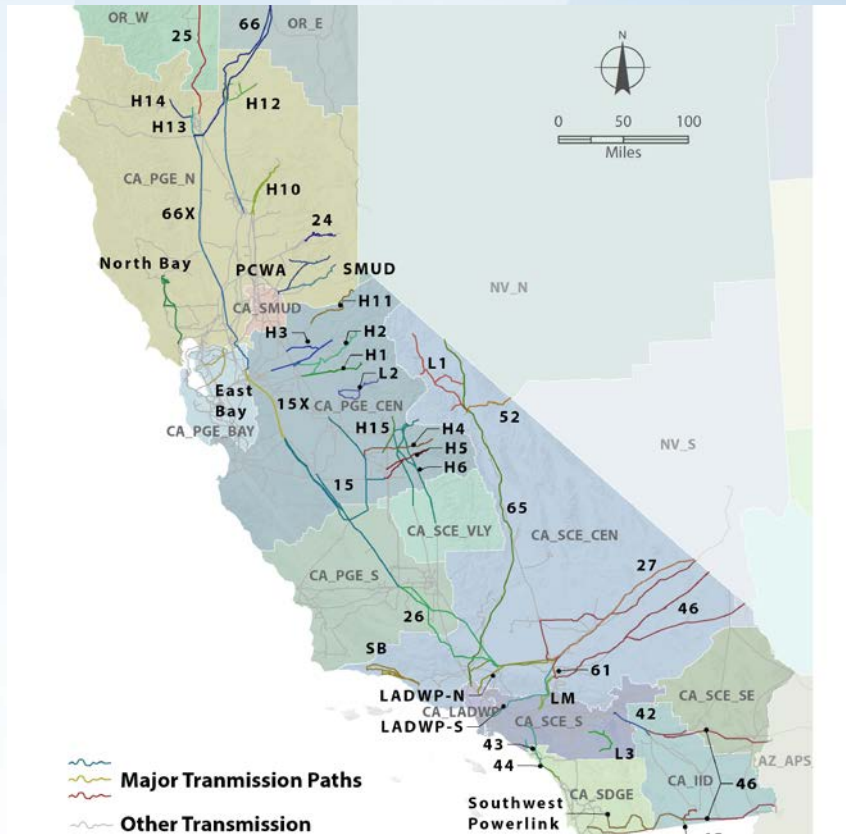 OR_W
OR_E
25
66
N
H14
H12
H13
0 50 100
Miles
CA_PGE_N
H10
66X
24
North Bay
PCWA
SMUD
NV_N
CA_SMUD
H11
H3
H2
H1
L1
L2
East
Bay
15X
CA_PGE_CEN
52
CA_PGE_BAY
H15
H4
H5
H6
NV_S
15
65
CA_SCE_VLY
CA_SCE_CEN
27
CA_PGE_S
46
26
SB
61
LADWP-N
LM
CA_SCE_SE
CA_LADWP
LADWP-S
CA_SCE_S
42
43
L3
44
AZ_APS
CA_IID
46
Major Tranmission Paths
CA_SDGE
Southwest
Powerlink
Other Transmission